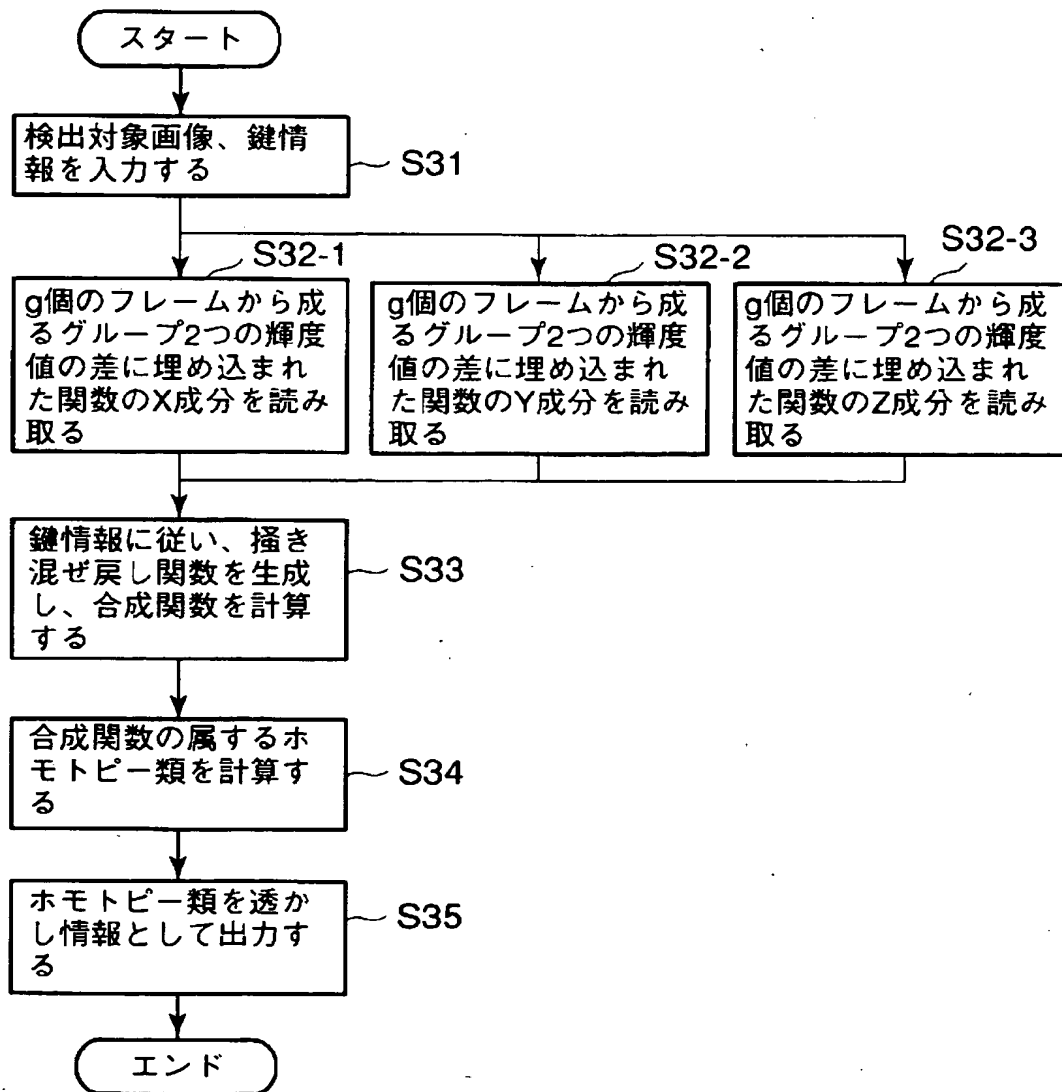 スタート
検出対象画像、鍵情
報を入力する
S31
S32-1
S32-2
S32-3
g個のフレームから成
るグループ2つの輝度
値の差に埋め込まれ
た関数のX成分を読み
取る
g個のフレームから成
るグループ2つの輝度
値の差に埋め込まれ
た関数のY成分を読み
取る
g個のフレームから成
るグループ2つの輝度
値の差に埋め込まれ
た関数のZ成分を読み
取る
鍵情報に従い、掻き
混ぜ戻し関数を生成
し、合成関数を計算
する
S33
合成関数の属するホ
モトピー類を計算す
る
S34
ホモトピー類を透か
し情報として出力す
る
S35
エンド